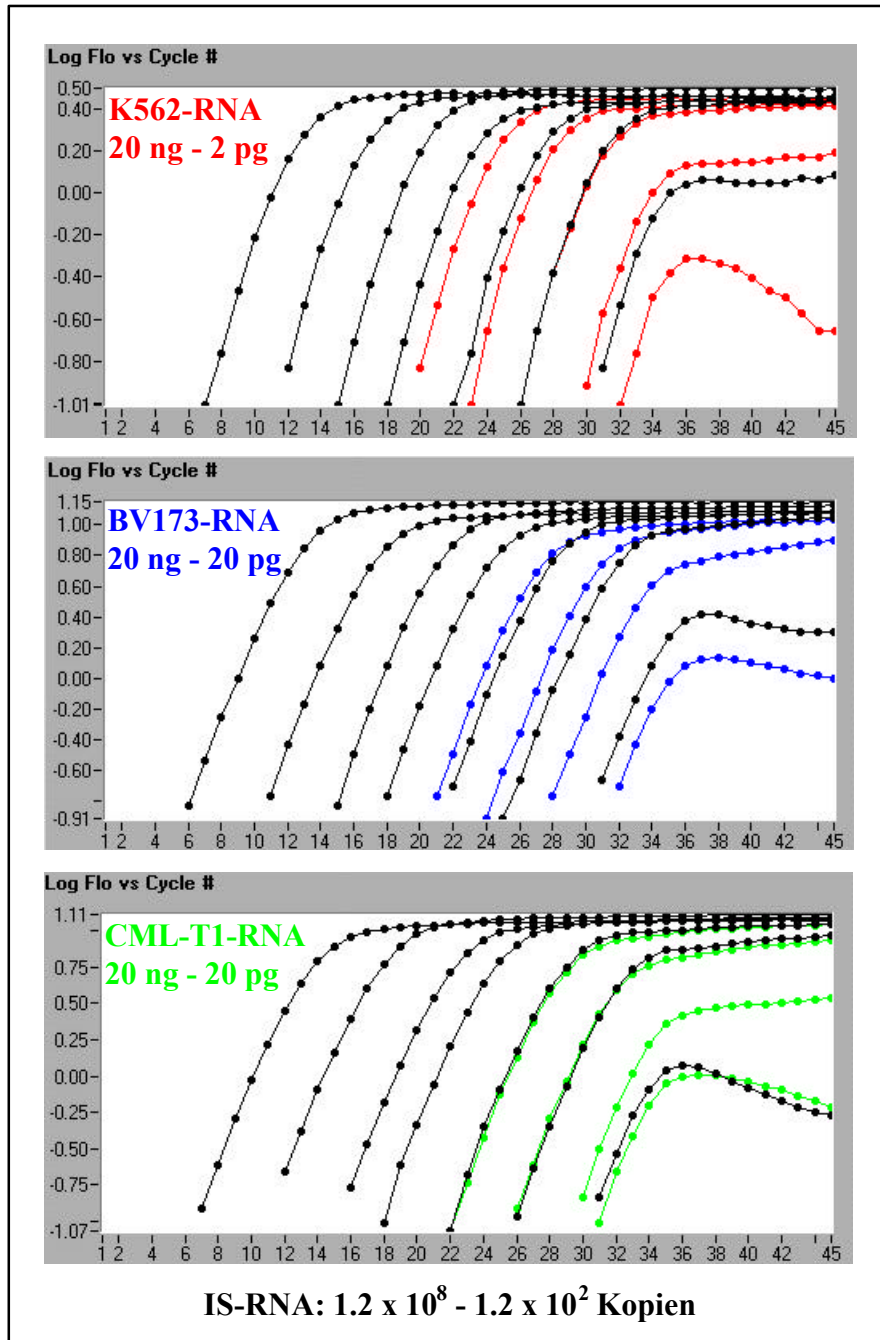 Log Flo vs Cycle #
K562-RNA
20 ng - 2 pg
0.50
0.40
0.20
0.00
-0.20
-0.40
-0.60
-0.80
-1.01
1 2 4 6 8 10 12 14 16 18 20 22 24 26 28 30 32 34 36 38 40 42 45
Log Flo vs Cycle #
BV173-RNA
20 ng - 20 pg
1.15
1.00
0.80
0.60
0.40
0.20
0.00
-0.20
-0.40
-0.60
-0.91
1 2 4 6 8 10 12 14 16 18 20 22 24 26 28 30 32 34 36 38 40 42 45
Log Flo vs Cycle #
CML-T1-RNA
20 ng - 20 pg
1.11
0.75
0.50
0.25
0.00
-0.25
-0.50
-0.75
-1.07
1 2 4 6 8 10 12 14 16 18 20 22 24 26 28 30 32 34 36 38 40 42 45
IS-RNA: 1.2 x 10⁸ - 1.2 x 10² Kopien